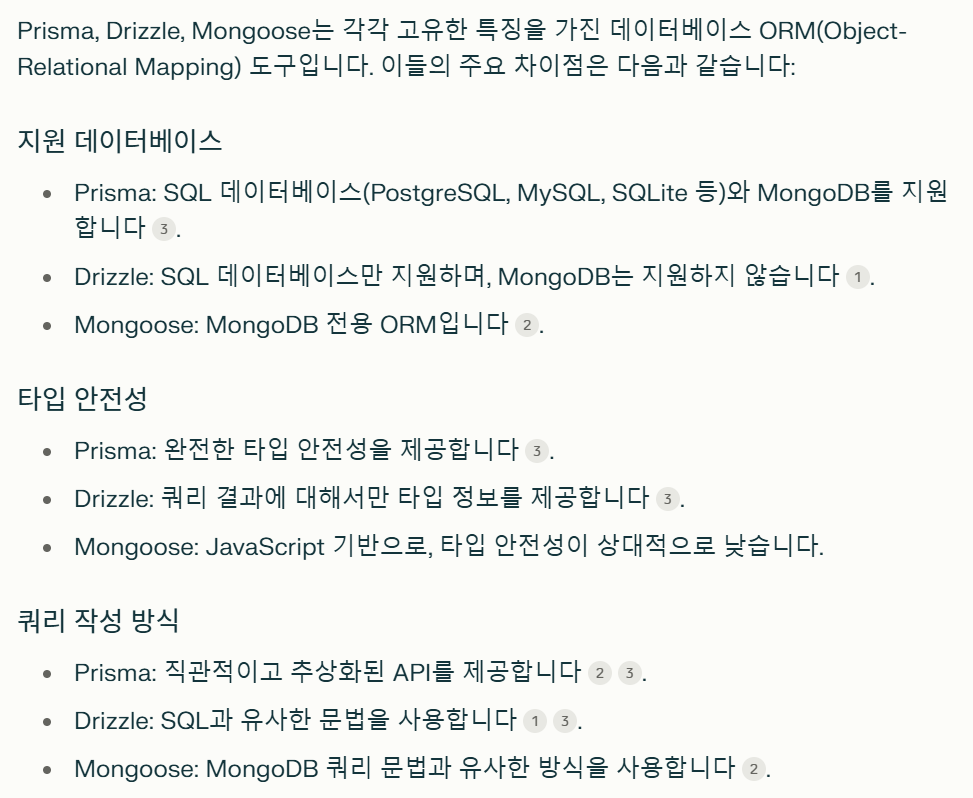 Prisma, Drizzle, Mongoose는 각각 고유한 특징을 가진 데이터베이스 ORM(Object-
Relational Mapping) 도구입니다. 이들의 주요 차이점은 다음과 같습니다:
지원 데이터베이스
• Prisma: SQL 데이터베이스(PostgreSQL, MySQL, SQLite 등)와 MongoDB를 지원
합니다 3.
• Drizzle: SQL 데이터베이스만 지원하며, MongoDB는 지원하지 않습니다 1.
• Mongoose: MongoDB 전용 ORM입니다 2.
타입 안전성
• Prisma: 완전한 타입 안전성을 제공합니다 3.
• Drizzle: 쿼리 결과에 대해서만 타입 정보를 제공합니다 3.
• Mongoose: JavaScript 기반으로, 타입 안전성이 상대적으로 낮습니다.
쿼리 작성 방식
• Prisma: 직관적이고 추상화된 API를 제공합니다 2 3.
• Drizzle: SQL과 유사한 문법을 사용합니다 1 3.
• Mongoose: MongoDB 쿼리 문법과 유사한 방식을 사용합니다 2.